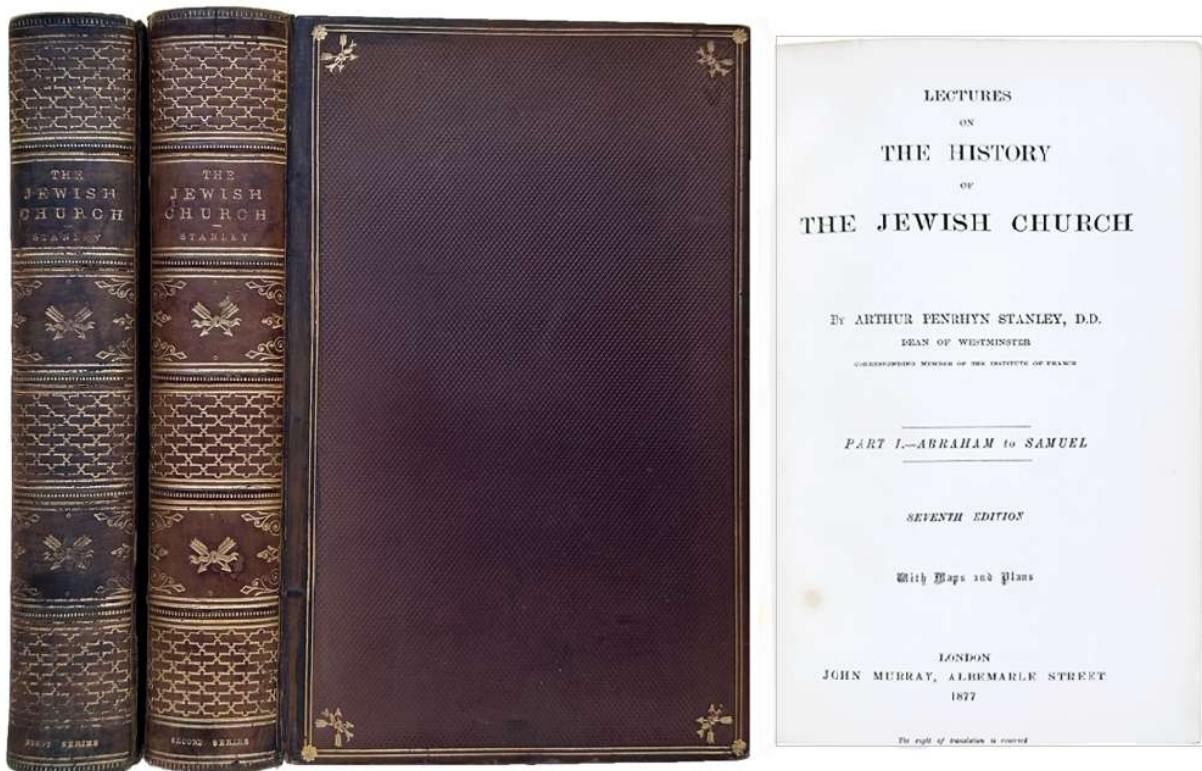 THE
JEWISH
CHURCH
STANLEY
FIRST SERIES
THE
JEWISH
CHURCH
STANLEY
SECOND SERIES
LECTURES
ON
THE HISTORY
OF
THE JEWISH CHURCH
By ARTHUR PENRHYN STANLEY, D.D.
DEAN OF WESTMINSTER
CORRESPONDING MEMBER OF THE INSTITUTE OF FRANCE
PART I.—ABRAHAM to SAMUEL
SEVENTH EDITION
With Maps and Plans
LONDON
JOHN MURRAY, ALBEMARLE STREET
1877
The right of translation is reserved